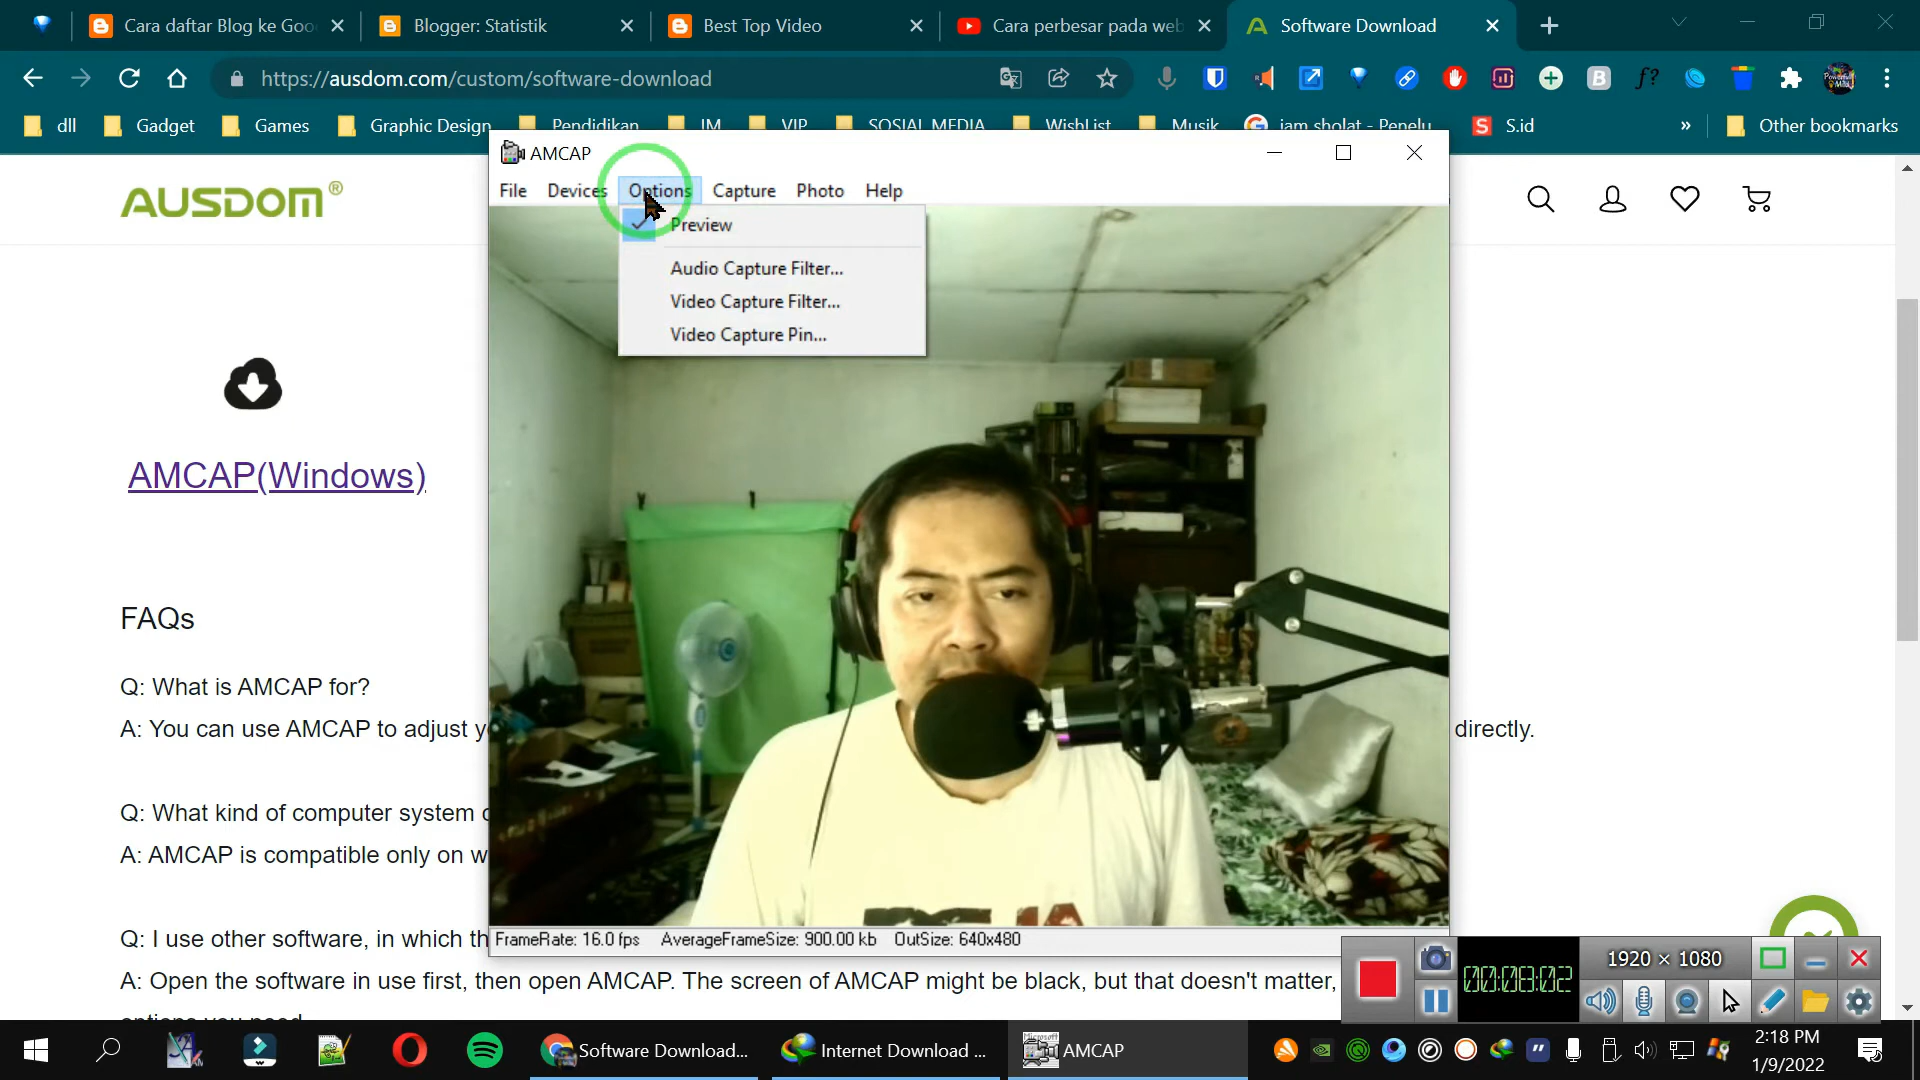 Cara daftar Blog ke Goo
Blogger: Statistik
Best Top Video
Cara perbesar pada web
Software Download
https://ausdom.com/custom/software-download
f?
dll
Gadget
Games
Graphic Design
Pendidikan
IM
VIP
SOSIAL MEDIA
WishList
Musik
jam sholat - Penelu
S.id
»
Other bookmarks
AUSDOM®
AMCAP
File Devices Options Capture Photo Help
Preview
Audio Capture Filter...
Video Capture Filter...
Video Capture Pin...
AMCAP(Windows)
FAQs
Q: What is AMCAP for?
A: You can use AMCAP to adjust directly.
Q: What kind of computer system
A: AMCAP is compatible only on
Q: I use other software, in which
A: Open the software in use first, then open AMCAP. The screen of AMCAP might be black, but that doesn't matter,
options you need
FrameRate: 16.0 fps AverageFrameSize: 900.00 kb OutSize: 640x480
1920 × 1080
00:03:02
Software Download...
Internet Download ...
AMCAP
2:18 PM
1/9/2022